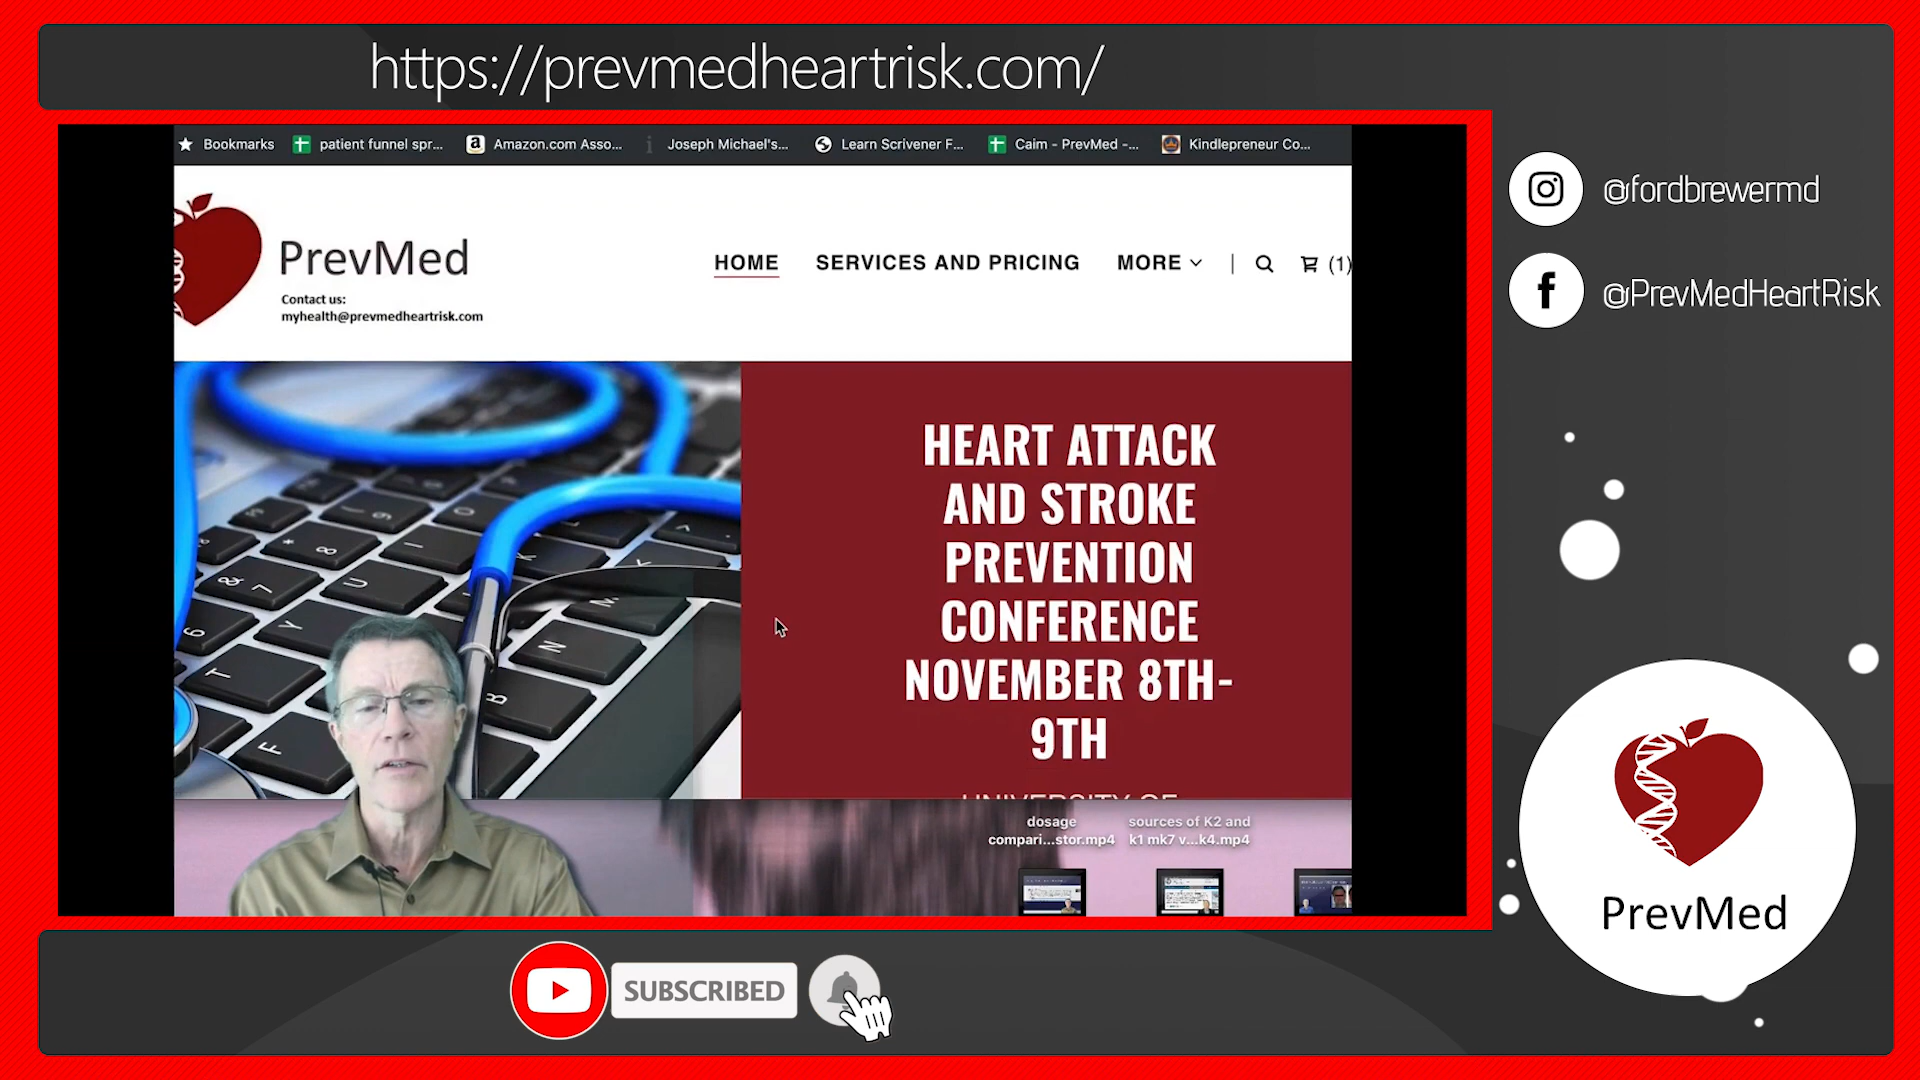 https://prevmedheartrisk.com/
Bookmarks
patient funnel spr...
Amazon.com Asso...
Joseph Michael's...
Learn Scrivener F...
Caim - PrevMed -...
Kindlepreneur Co...
PrevMed
Contact us:
myhealth@prevmedheartrisk.com
HOME
SERVICES AND PRICING
MORE
(1)
HEART ATTACK
AND STROKE
PREVENTION
CONFERENCE
NOVEMBER 8TH-
9TH
UNIVERSITY OF
dosage
compari...stor.mp4
sources of K2 and
k1 mk7 v...k4.mp4
@fordbrewermd
@PrevMedHeartRisk
PrevMed
SUBSCRIBED